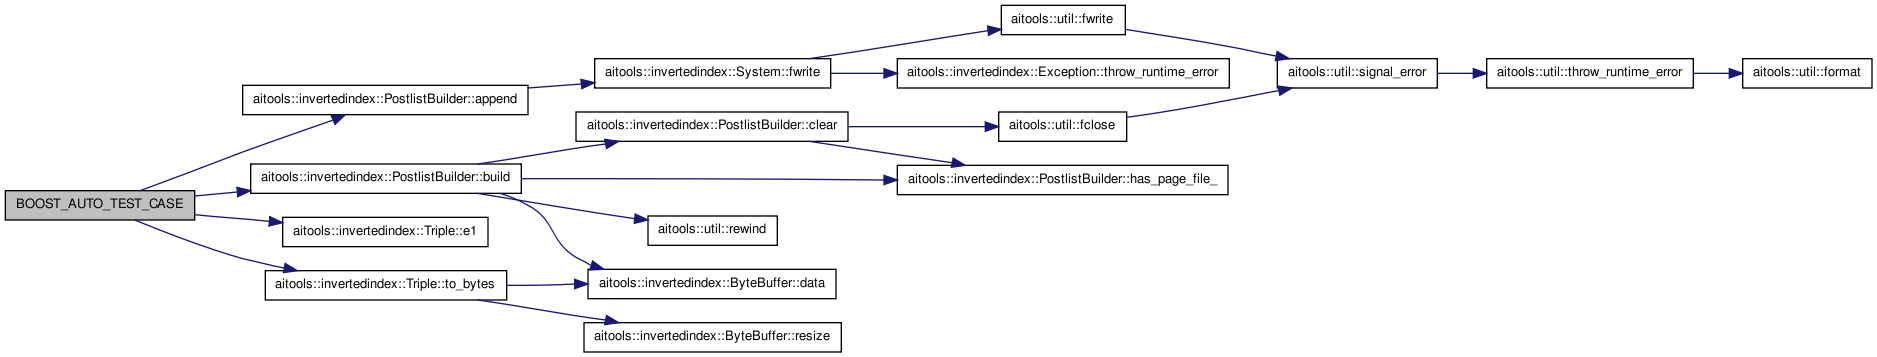 aitools::util::fwrite
aitools::invertedindex::System::fwrite
aitools::invertedindex::Exception::throw_runtime_error
aitools::util::signal_error
aitools::util::throw_runtime_error
aitools::util::format
aitools::invertedindex::PostlistBuilder::append
aitools::invertedindex::PostlistBuilder::clear
aitools::util::fclose
aitools::invertedindex::PostlistBuilder::build
aitools::invertedindex::PostlistBuilder::has_page_file_
BOOST_AUTO_TEST_CASE
aitools::invertedindex::Triple::e1
aitools::util::rewind
aitools::invertedindex::Triple::to_bytes
aitools::invertedindex::ByteBuffer::data
aitools::invertedindex::ByteBuffer::resize